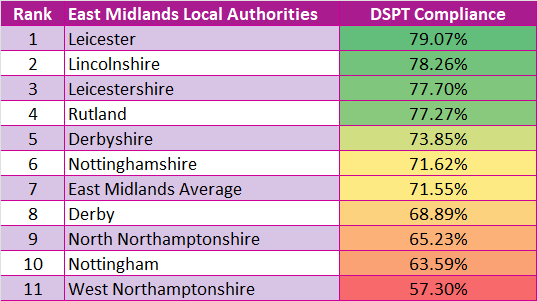 Rank East Midlands Local Authorities DSPT Compliance
1 Leicester 79.07%
2 Lincolnshire 78.26%
3 Leicestershire 77.70%
4 Rutland 77.27%
5 Derbyshire 73.85%
6 Nottinghamshire 71.62%
7 East Midlands Average 71.55%
8 Derby 68.89%
9 North Northamptonshire 65.23%
10 Nottingham 63.59%
11 West Northamptonshire 57.30%